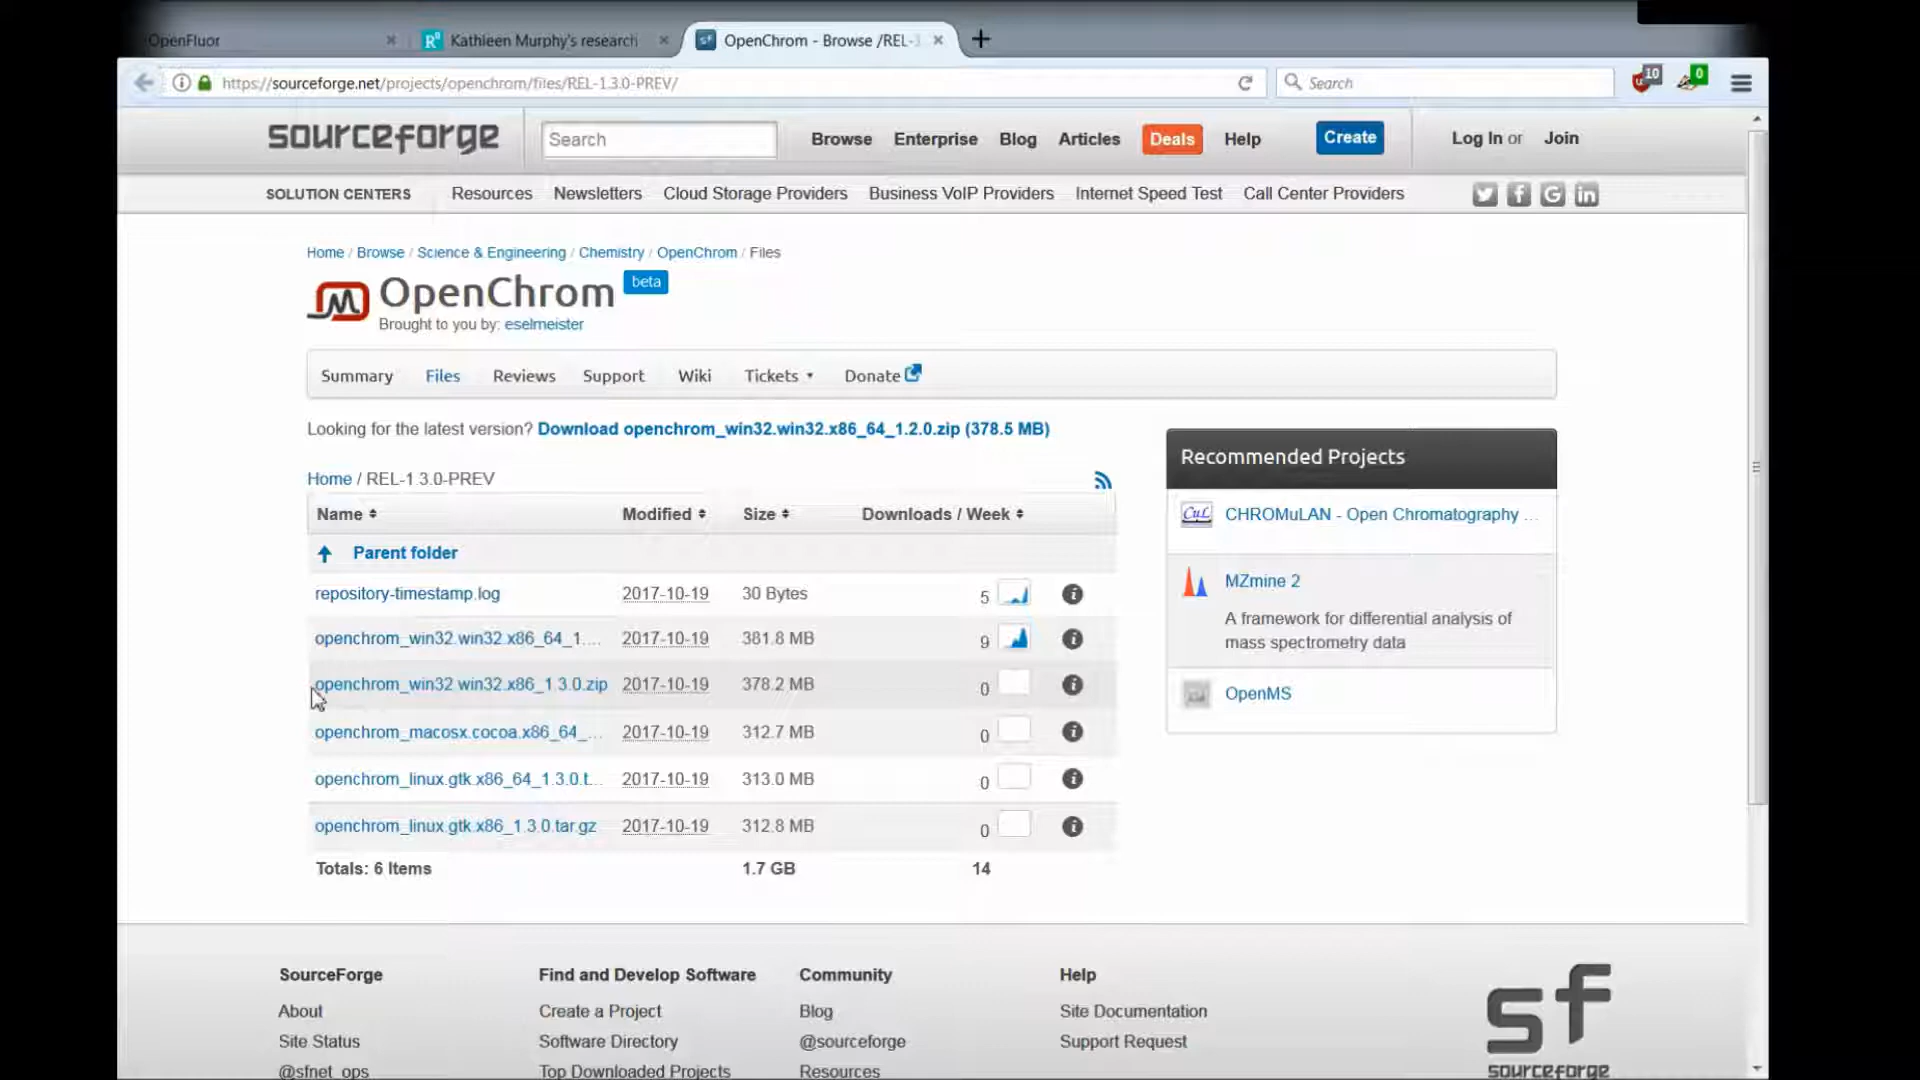 OpenFluor
Kathleen Murphy's research
OpenChrom - Browse /REL-1
https://sourceforge.net/projects/openchrom/files/REL-1.3.0-PREV/
Search
10
0
sourceforge
Search
Browse
Enterprise
Blog
Articles
Deals
Help
Create
Log In or Join
SOLUTION CENTERS
Resources
Newsletters
Cloud Storage Providers
Business VoIP Providers
Internet Speed Test
Call Center Providers
Home / Browse / Science & Engineering / Chemistry / OpenChrom / Files
OpenChrom beta
Brought to you by: eselmeister
Summary
Files
Reviews
Support
Wiki
Tickets
Donate
Looking for the latest version? Download openchrom_win32.win32.x86_64_1.2.0.zip (378.5 MB)
Home / REL-1.3.0-PREV
Name Modified Size Downloads / Week
Parent folder
repository-timestamp.log 2017-10-19 30 Bytes 5
openchrom_win32.win32.x86_64_1.... 2017-10-19 381.8 MB 9
openchrom_win32.win32.x86_1.3.0.zip 2017-10-19 378.2 MB 0
openchrom_macosx.cocoa.x86_64_... 2017-10-19 312.7 MB 0
openchrom_linux.gtk.x86_64_1.3.0.t... 2017-10-19 313.0 MB 0
openchrom_linux.gtk.x86_1.3.0.tar.gz 2017-10-19 312.8 MB 0
Totals: 6 Items 1.7 GB 14
Recommended Projects
CuL
CHROMuLAN - Open Chromatography ...
MZmine 2
A framework for differential analysis of
mass spectrometry data
OpenMS
SourceForge
About
Site Status
@sfnet_ops
Find and Develop Software
Create a Project
Software Directory
Top Downloaded Projects
Community
Blog
@sourceforge
Resources
Help
Site Documentation
Support Request
sf
sourceforge